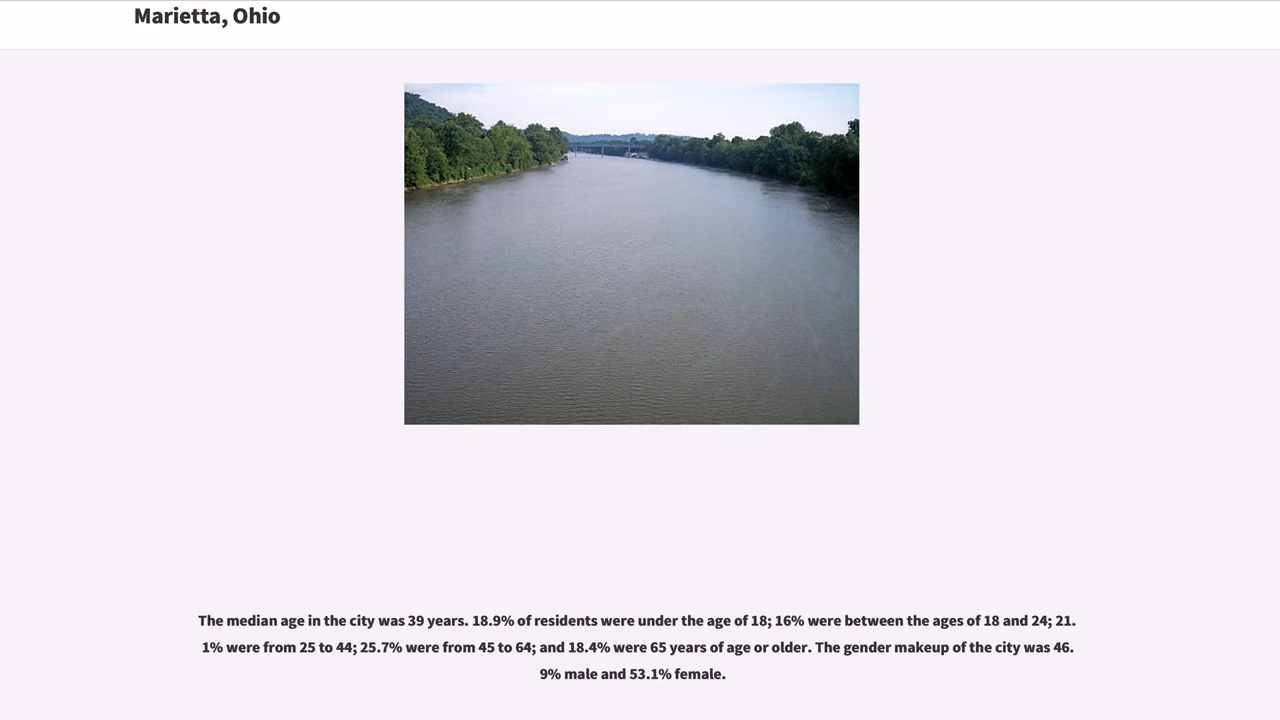 Marietta, Ohio
The median age in the city was 39 years. 18.9% of residents were under the age of 18; 16% were between the ages of 18 and 24; 21.
1% were from 25 to 44; 25.7% were from 45 to 64; and 18.4% were 65 years of age or older. The gender makeup of the city was 46.
9% male and 53.1% female.